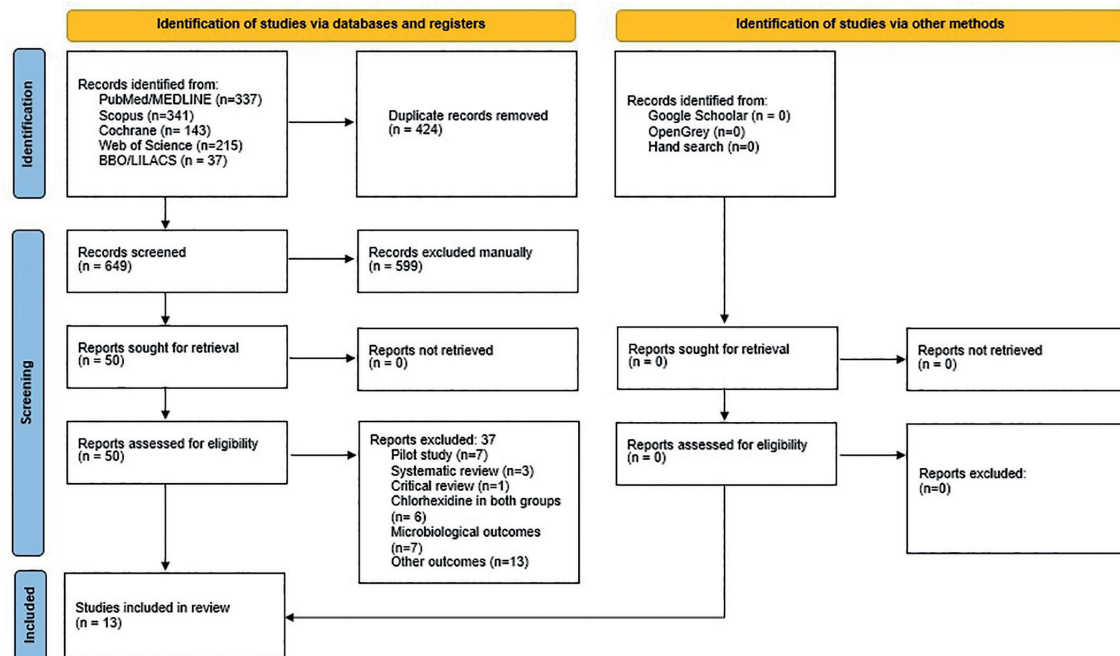 Identification of studies via databases and registers
Identification of studies via other methods
Identification
Records identified from:
PubMed/MEDLINE (n=337)
Scopus (n=341)
Cochrane (n= 143)
Web of Science (n=215)
BBO/LILACS (n = 37)
Duplicate records removed
(n = 424)
Records identified from:
Google Schoolar (n = 0)
OpenGrey (n=0)
Hand search (n=0)
Screening
Records screened
(n = 649)
Records excluded manually
(n = 599)
Reports sought for retrieval
(n = 50)
Reports not retrieved
(n = 0)
Reports sought for retrieval
(n = 0)
Reports not retrieved
(n = 0)
Reports assessed for eligibility
(n = 50)
Reports excluded: 37
Pilot study (n=7)
Systematic review (n=3)
Critical review (n=1)
Chlorhexidine in both groups
(n= 6)
Microbiological outcomes
(n=7)
Other outcomes (n=13)
Reports assessed for eligibility
(n = 0)
Reports excluded:
(n=0)
Included
Studies included in review
(n = 13)